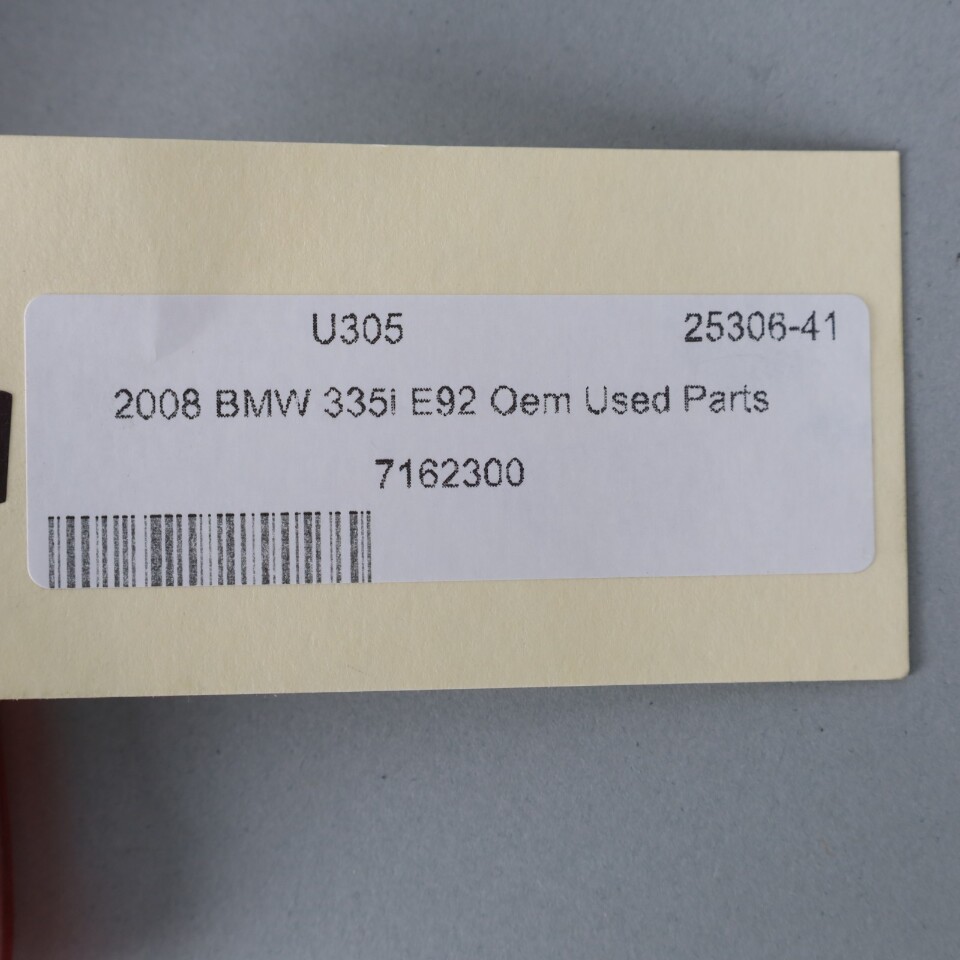 U305 25306-41
2008 BMW 335i E92 Oem Used Parts
7162300